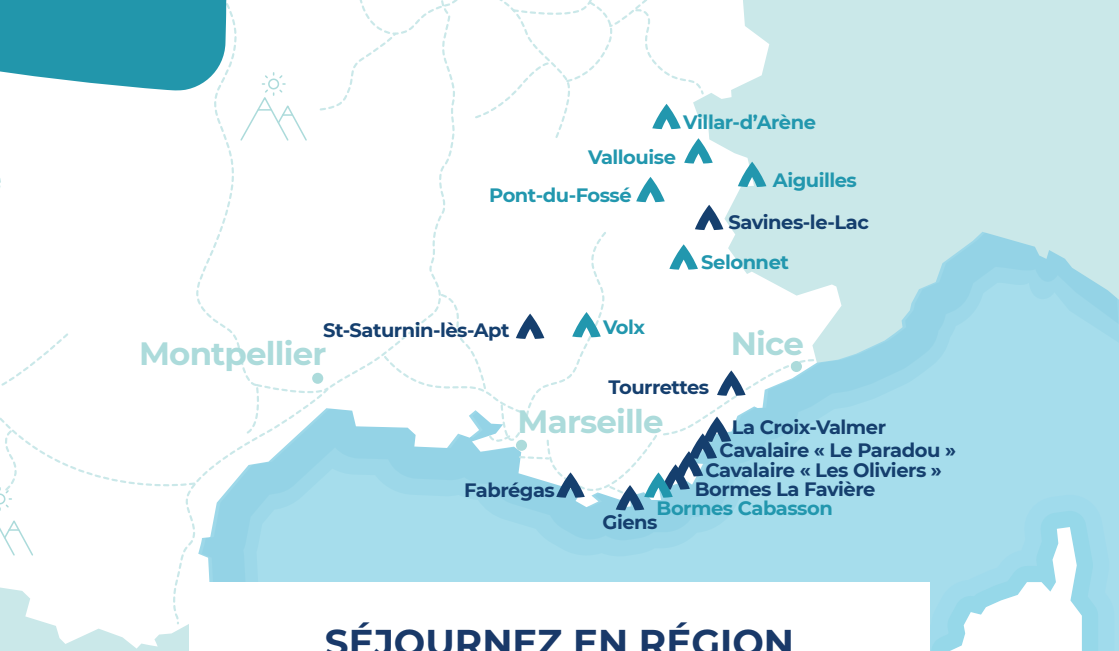 Villar-d’Arène
Vallouise
Aiguilles
Pont-du-Fossé
Savines-le-Lac
Selonnet
St-Saturnin-lès-Apt
Volx
Montpellier
Nice
Tourrettes
Marseille
La Croix-Valmer
Cavalaire « Le Paradou »
Cavalaire « Les Oliviers »
Fabrégas
Bormes La Favière
Bormes Cabasson
Giens
SÉJOURNEZ EN RÉGION